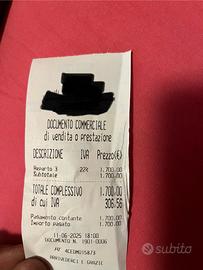 DOCUMENTO COMMERCIALE
di vendita o prestazione
DESCRIZIONE IVA Prezzo(€)
Reparto 3 22% 1.700,00
Subtotale 1.700,00
TOTALE COMPLESSIVO 1.700,00
di cui IVA 306,56
Pagamento contante 1.700,00
Importo pagato 1.700,00
11-06-2025 18:00
DOCUMENTO N. 1901-0006
ARRIVEDERCI E GRAZIE
subito